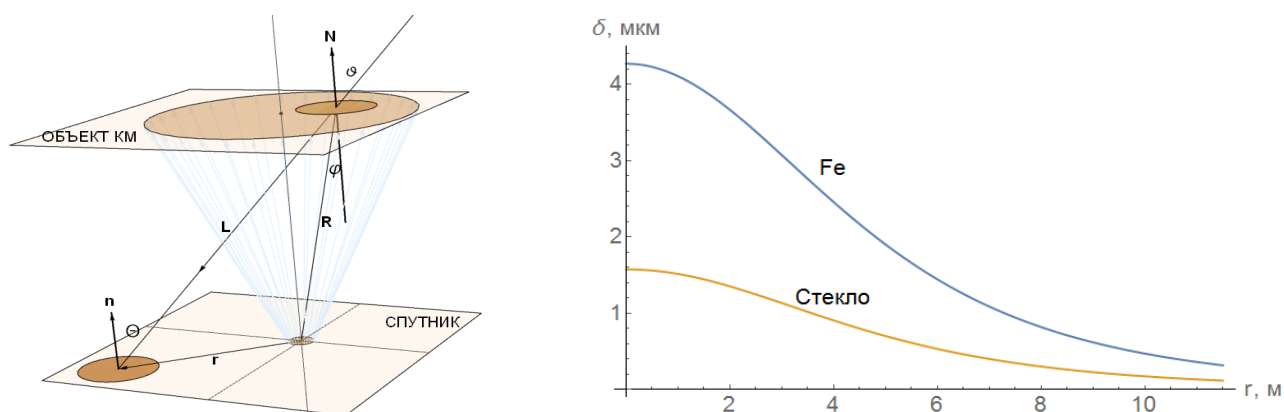 N
ϑ
ОБЪЕКТ КМ
φ
L
R
n
Θ
СПУТНИК
r
δ, мкм
4
3
2
1
Fe
Стекло
2 4 6 8 10 r, м